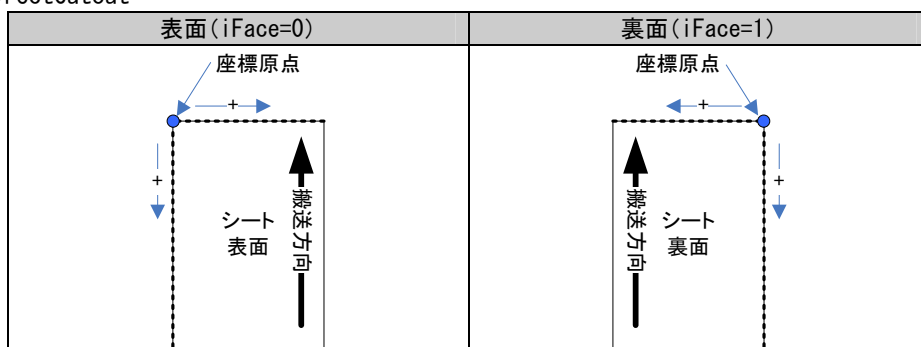 表面(iFace=0)
裏面(iFace=1)
座標原点
+
+
シート
表面
搬送方向
座標原点
+
+
搬送方向
シート
裏面